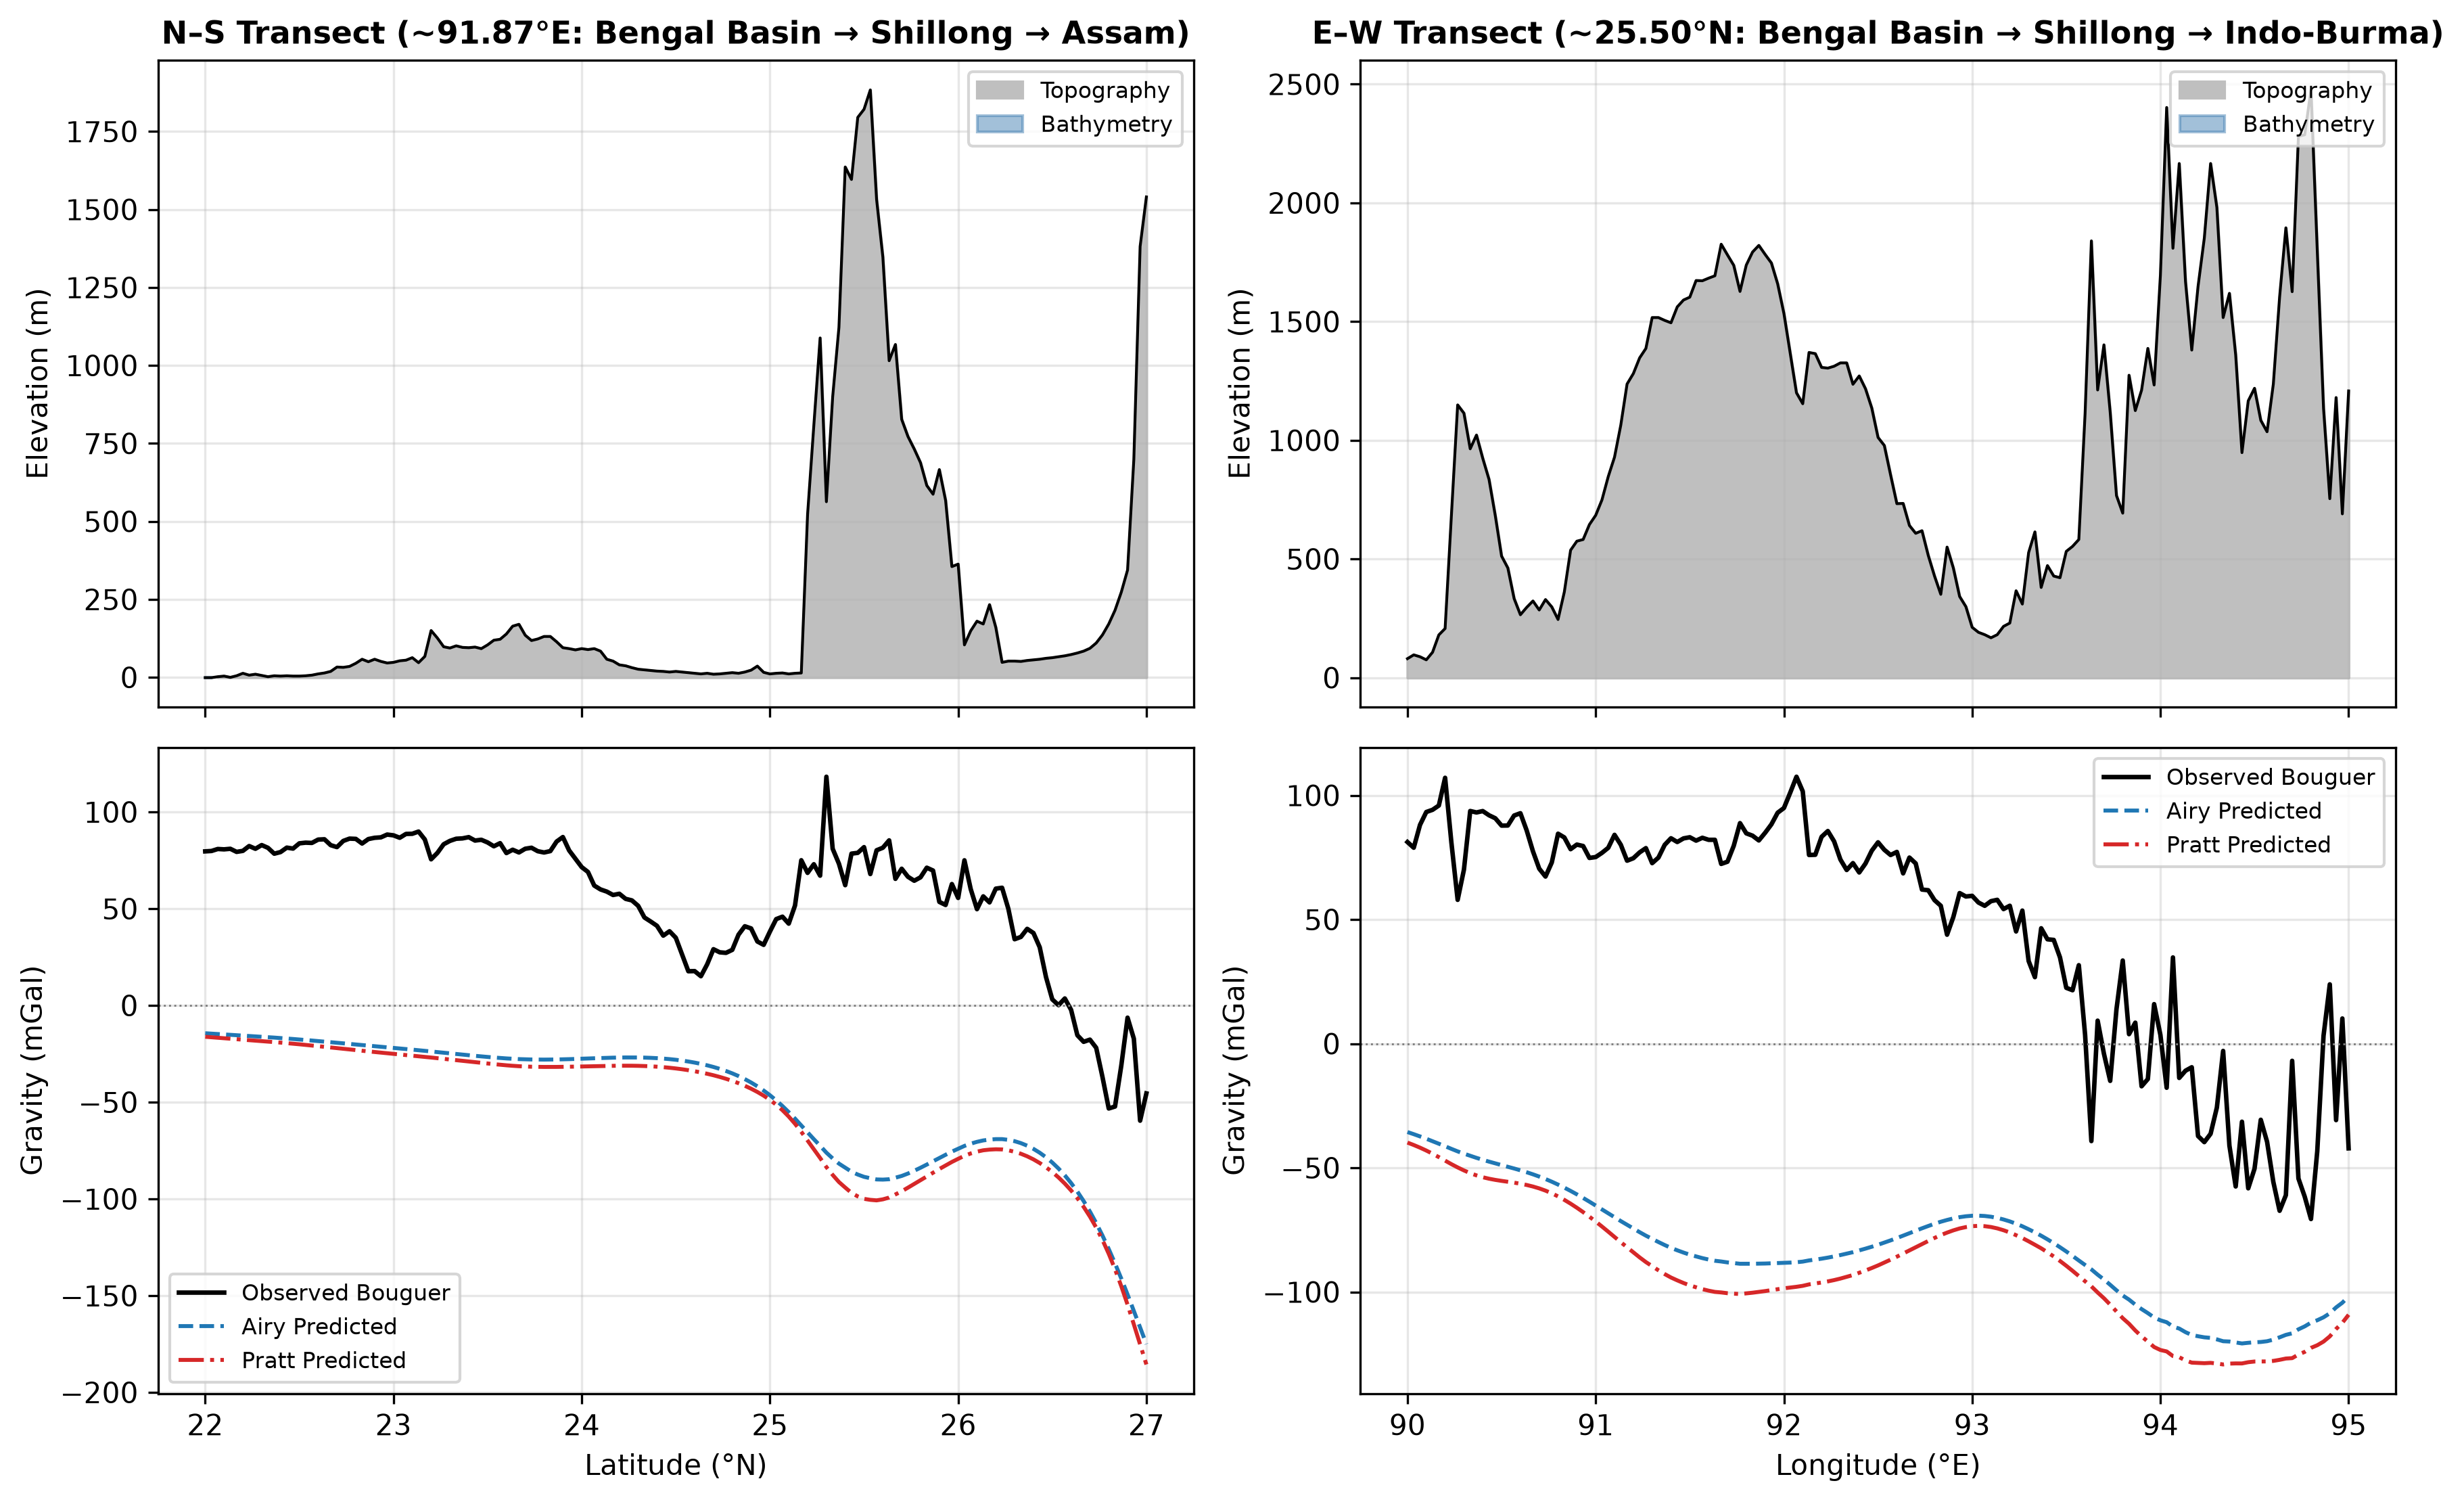 N–S Transect (~91.87°E: Bengal Basin → Shillong → Assam)
E–W Transect (~25.50°N: Bengal Basin → Shillong → Indo-Burma)
Elevation (m)
1750
1500
1250
1000
750
500
250
0
Topography
Bathymetry
Elevation (m)
2500
2000
1500
1000
500
0
Topography
Bathymetry
Gravity (mGal)
100
50
0
−50
−100
−150
−200
Observed Bouguer
Airy Predicted
Pratt Predicted
22 23 24 25 26 27
Latitude (°N)
Gravity (mGal)
100
50
0
−50
−100
Observed Bouguer
Airy Predicted
Pratt Predicted
90 91 92 93 94 95
Longitude (°E)